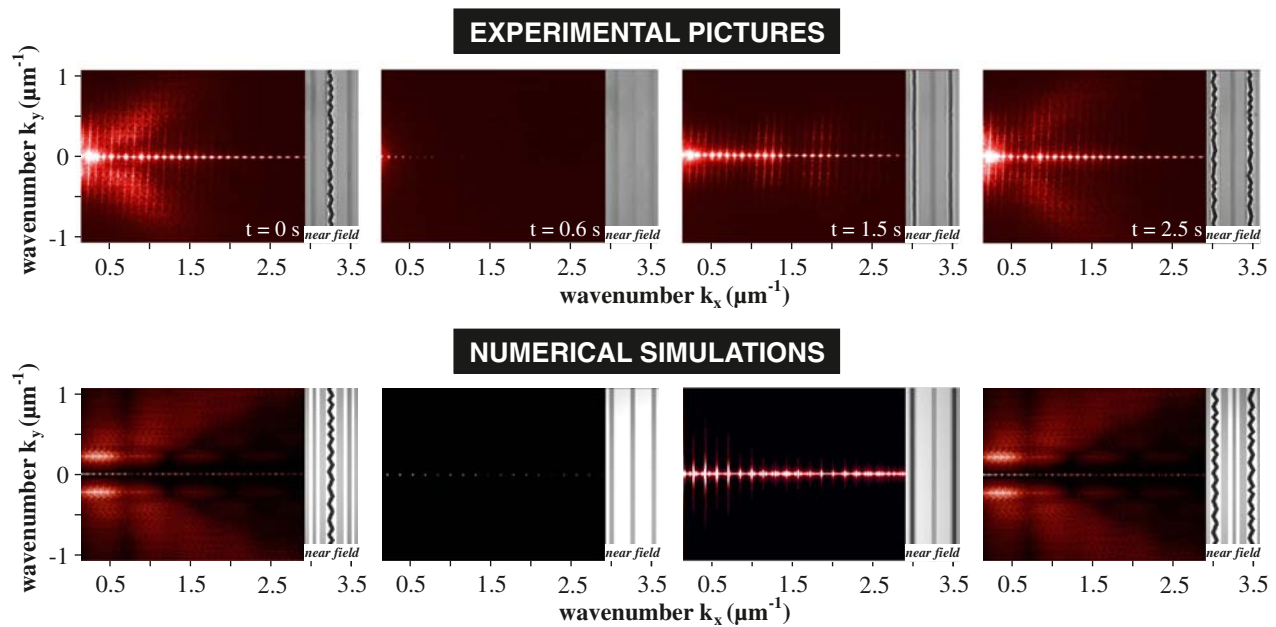 EXPERIMENTAL PICTURES
wavenumber k_y (µm⁻¹)
1
0
-1
t = 0 s near field
t = 0.6 s near field
t = 1.5 s near field
t = 2.5 s near field
0.5 1.5 2.5 3.5 0.5 1.5 2.5 3.5 0.5 1.5 2.5 3.5 0.5 1.5 2.5 3.5
wavenumber k_x (µm⁻¹)
NUMERICAL SIMULATIONS
wavenumber k_y (µm⁻¹)
1
0
-1
near field
near field
near field
near field
0.5 1.5 2.5 3.5 0.5 1.5 2.5 3.5 0.5 1.5 2.5 3.5 0.5 1.5 2.5 3.5
wavenumber k_x (µm⁻¹)